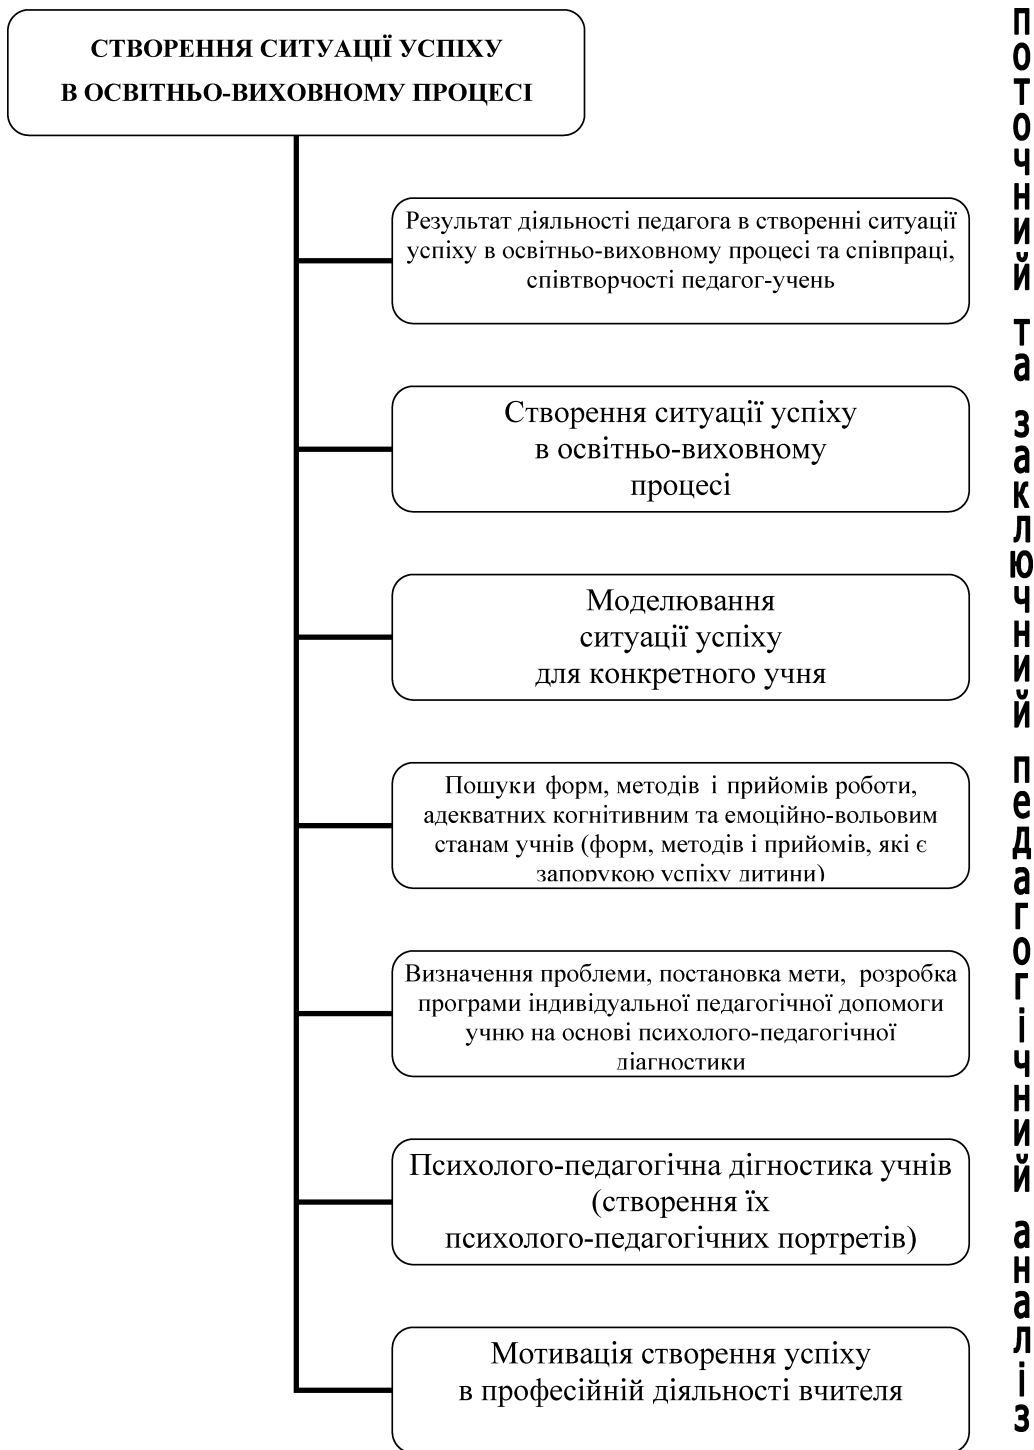 СТВОРЕННЯ СИТУАЦІЇ УСПІХУ
В ОСВІТНЬО-ВИХОВНОМУ ПРОЦЕСІ
Результат діяльності педагога в створенні ситуації
успіху в освітньо-виховному процесі та співпраці,
співтворчості педагог-учень
Створення ситуації успіху
в освітньо-виховному
процесі
Моделювання
ситуації успіху
для конкретного учня
Пошуки форм, методів і прийомів роботи,
адекватних когнітивним та емоційно-вольовим
станам учнів (форм, методів і прийомів, які є
запорукою успіху дитини)
Визначення проблеми, постановка мети, розробка
програми індивідуальної педагогічної допомоги
учню на основі психолого-педагогічної
діагностики
Психолого-педагогічна дігностика учнів
(створення їх
психолого-педагогічних портретів)
Мотивація створення успіху
в професійній діяльності вчителя
поточний та заключний педагогічний аналіз